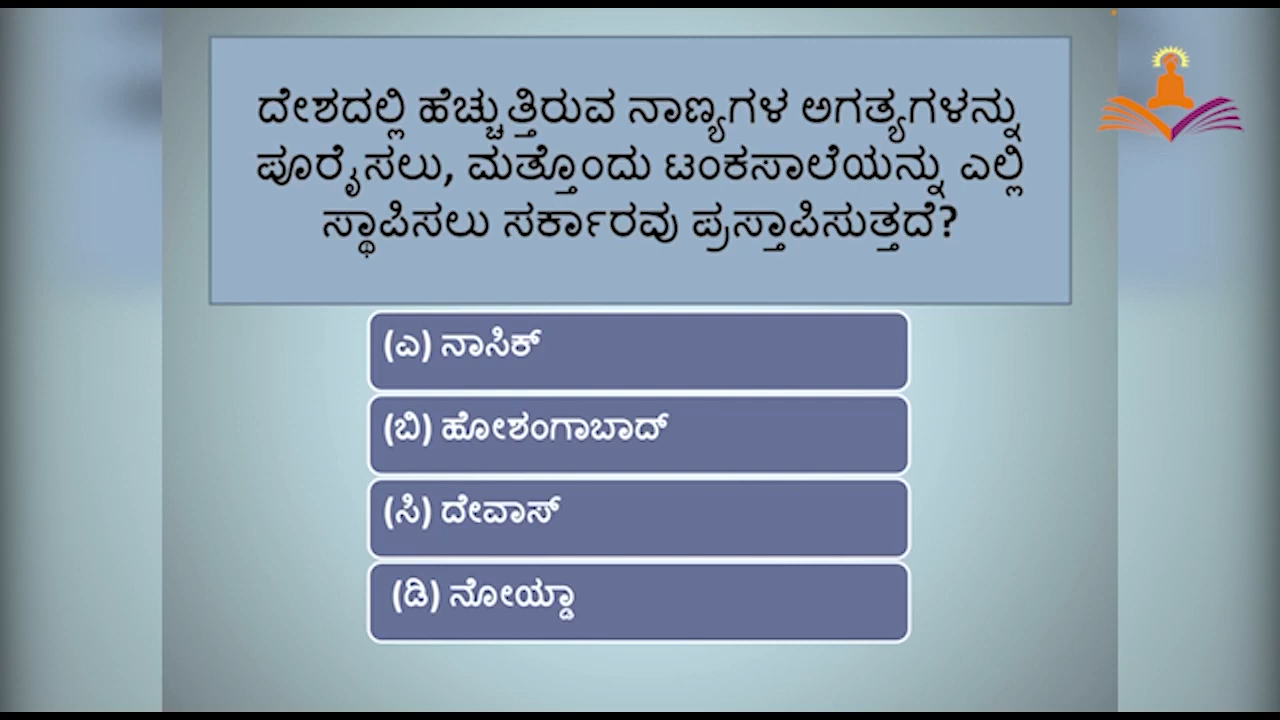 ದೇಶದಲ್ಲಿ ಹೆಚ್ಚುತ್ತಿರುವ ನಾಣ್ಯಗಳ ಅಗತ್ಯಗಳನ್ನು
ಪೂರೈಸಲು, ಮತ್ತೊಂದು ಟಂಕಸಾಲೆಯನ್ನು ಎಲ್ಲಿ
ಸ್ಥಾಪಿಸಲು ಸರ್ಕಾರವು ಪ್ರಸ್ತಾಪಿಸುತ್ತದೆ?
(ಎ) ನಾಸಿಕ್
(ಬಿ) ಹೋಶಂಗಾಬಾದ್
(ಸಿ) ದೇವಾಸ್
(ಡಿ) ನೋಯ್ಡಾ